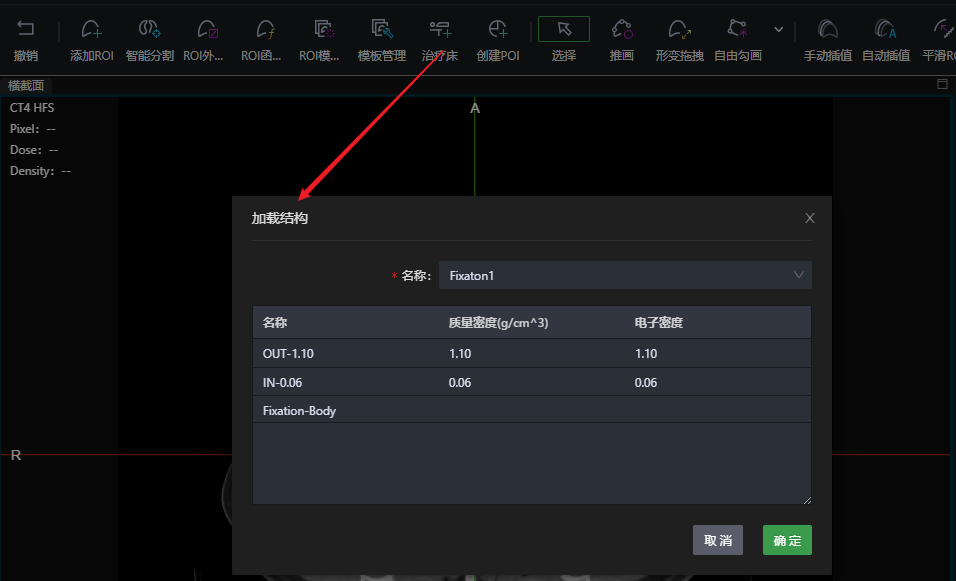 撤销 添加ROI 智能分割 ROI外... ROI函... ROI模... 模板管理 治疗床 创建POI 选择 推画 形变拖拽 自由勾画 手动插值 自动插值 平滑RO
横截面
CT4 HFS
Pixel: --
Dose: --
Density: --
A
R
加载结构
* 名称: Fixaton1
名称 质量密度(g/cm^3) 电子密度
OUT-1.10 1.10 1.10
IN-0.06 0.06 0.06
Fixation-Body
取消 确定